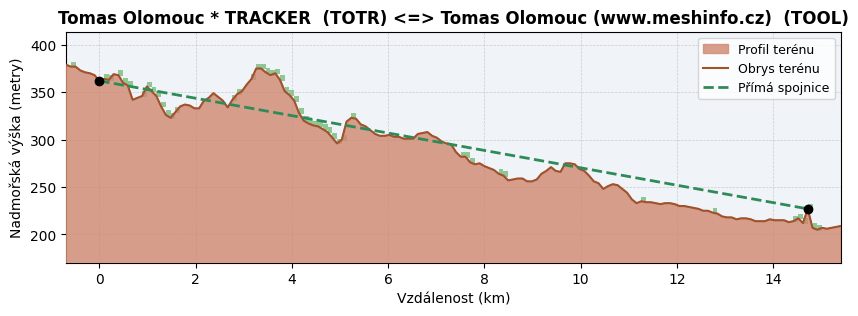 Tomas Olomouc * TRACKER  (TOTR) <=> Tomas Olomouc (www.meshinfo.cz)  (TOOL)
Profil terénu
Obrys terénu
Přímá spojnice
Nadmořská výška (metry)
400
350
300
250
200
0 2 4 6 8 10 12 14
Vzdálenost (km)